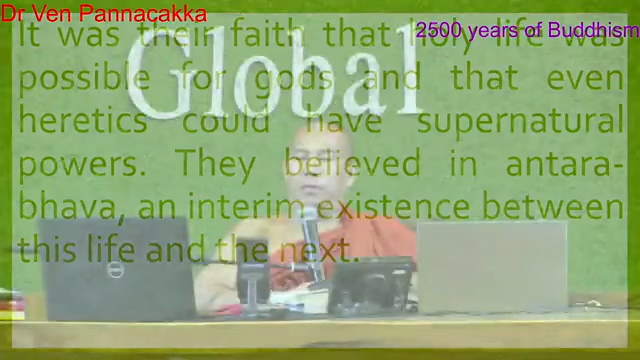 Dr Ven Pannacakka
2500 years of Buddhism
It was their faith that holy life was
possible for gods and that even
Global
heretics could have supernatural
powers. They believed in antara-
bhava, an interim existence between
this life and the next.
DELL